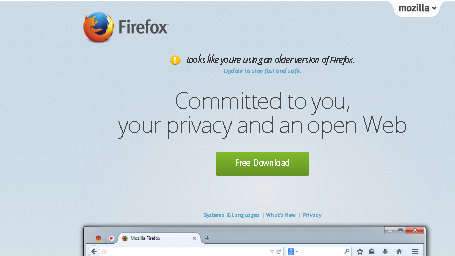 mozilla
Firefox
Looks like you're using an older version of Firefox.
Update to stay fast and safe.
Committed to you,
your privacy and an open Web
Free Download
Systems & Languages | What's New | Privacy
Mozilla Firefox